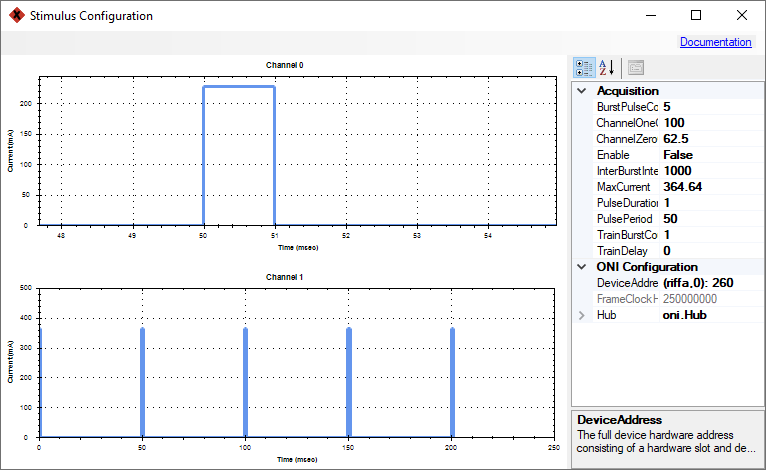 Stimulus Configuration
Documentation
Channel 0
Current(mA)
200
150
100
50
0
48 49 50 51 52 53 54
Time (msec)
Channel 1
Current(mA)
500
400
300
200
100
0
0 50 100 150 200 250
Time (msec)
Acquisition
BurstPulseCo 5
ChannelOneC 100
ChannelZero 62.5
Enable False
InterBurstInte 1000
MaxCurrent 364.64
PulseDuration 1
PulsePeriod 50
TrainBurstCo 1
TrainDelay 0
ONI Configuration
DeviceAddre (riffa,0): 260
FrameClockH 250000000
Hub oni.Hub
DeviceAddress
The full device hardware address
consisting of a hardware slot and de...